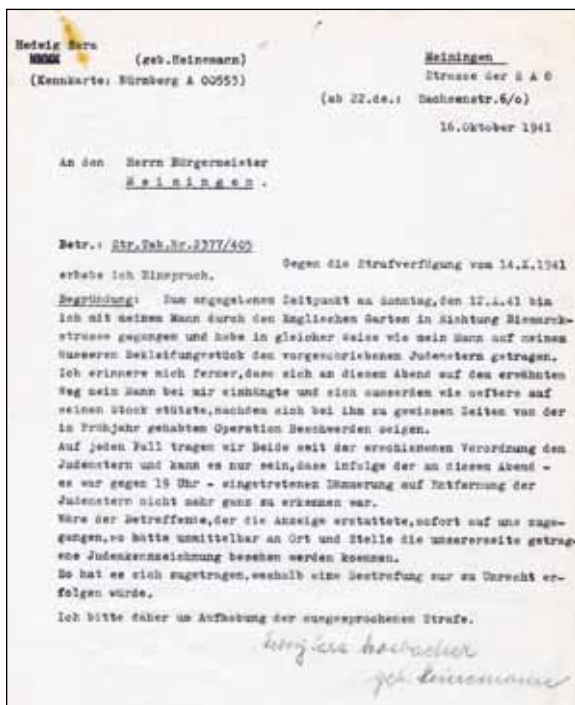 Hedwig Sara
(geb.Heinemann)
(Kennkarte: Nürnberg A 00553)
Meiningen
Strasse der S A 8
(ab 22.ds.: Sachsenstr.6/o)
16.Oktober 1941
An den Herrn Bürgermeister
M e i n i n g e n .
Betr.: Str.Tab.Nr.2377/405
Gegen die Strafverfügung vom 14.X.1941
erhebe ich Einspruch.
Begründung: Zum angegebenen Zeitpunkt am Sonntag,den 12.X.41 bin
ich mit meinem Mann durch den Englischen Garten in Richtung Bismarck-
strasse gegangen und habe in gleicher Weise wie mein Mann auf meinem
äusseren Bekleidungsstück den vorgeschriebenen Judenstern getragen.
Ich erinnere mich ferner,dass sich an diesem Abend auf dem erwähnten
Weg mein Mann bei mir einhängte und sich ausserdem wie oefters auf
seinen Stock stützte,nachdem sich bei ihm zu gewissen Zeiten von der
im Frühjahr gehabten Operation Beschwerden zeigen.
Auf jeden Fall tragen wir Beide seit der erschienenen Verordnung den
Judenstern und kann es nur sein,dass infolge der an diesem Abend -
es war gegen 19 Uhr - eingetretenen Dämmerung auf Entfernung der
Judenstern nicht mehr ganz zu erkennen war.
Wäre der Betreffende,der die Anzeige erstattete,sofort auf uns zuge-
gangen,so hätte unmittelbar an Ort und Stelle die unsererseits getrag-
ene Judenkennzeichnung besehen werden koennen.
So hat es sich zugetragen,weshalb eine Bestrafung nur zu Unrecht er-
folgen würde.
Ich bitte daher um Aufhebung der ausgesprochenen Strafe.
Sara
geb. Heinemann